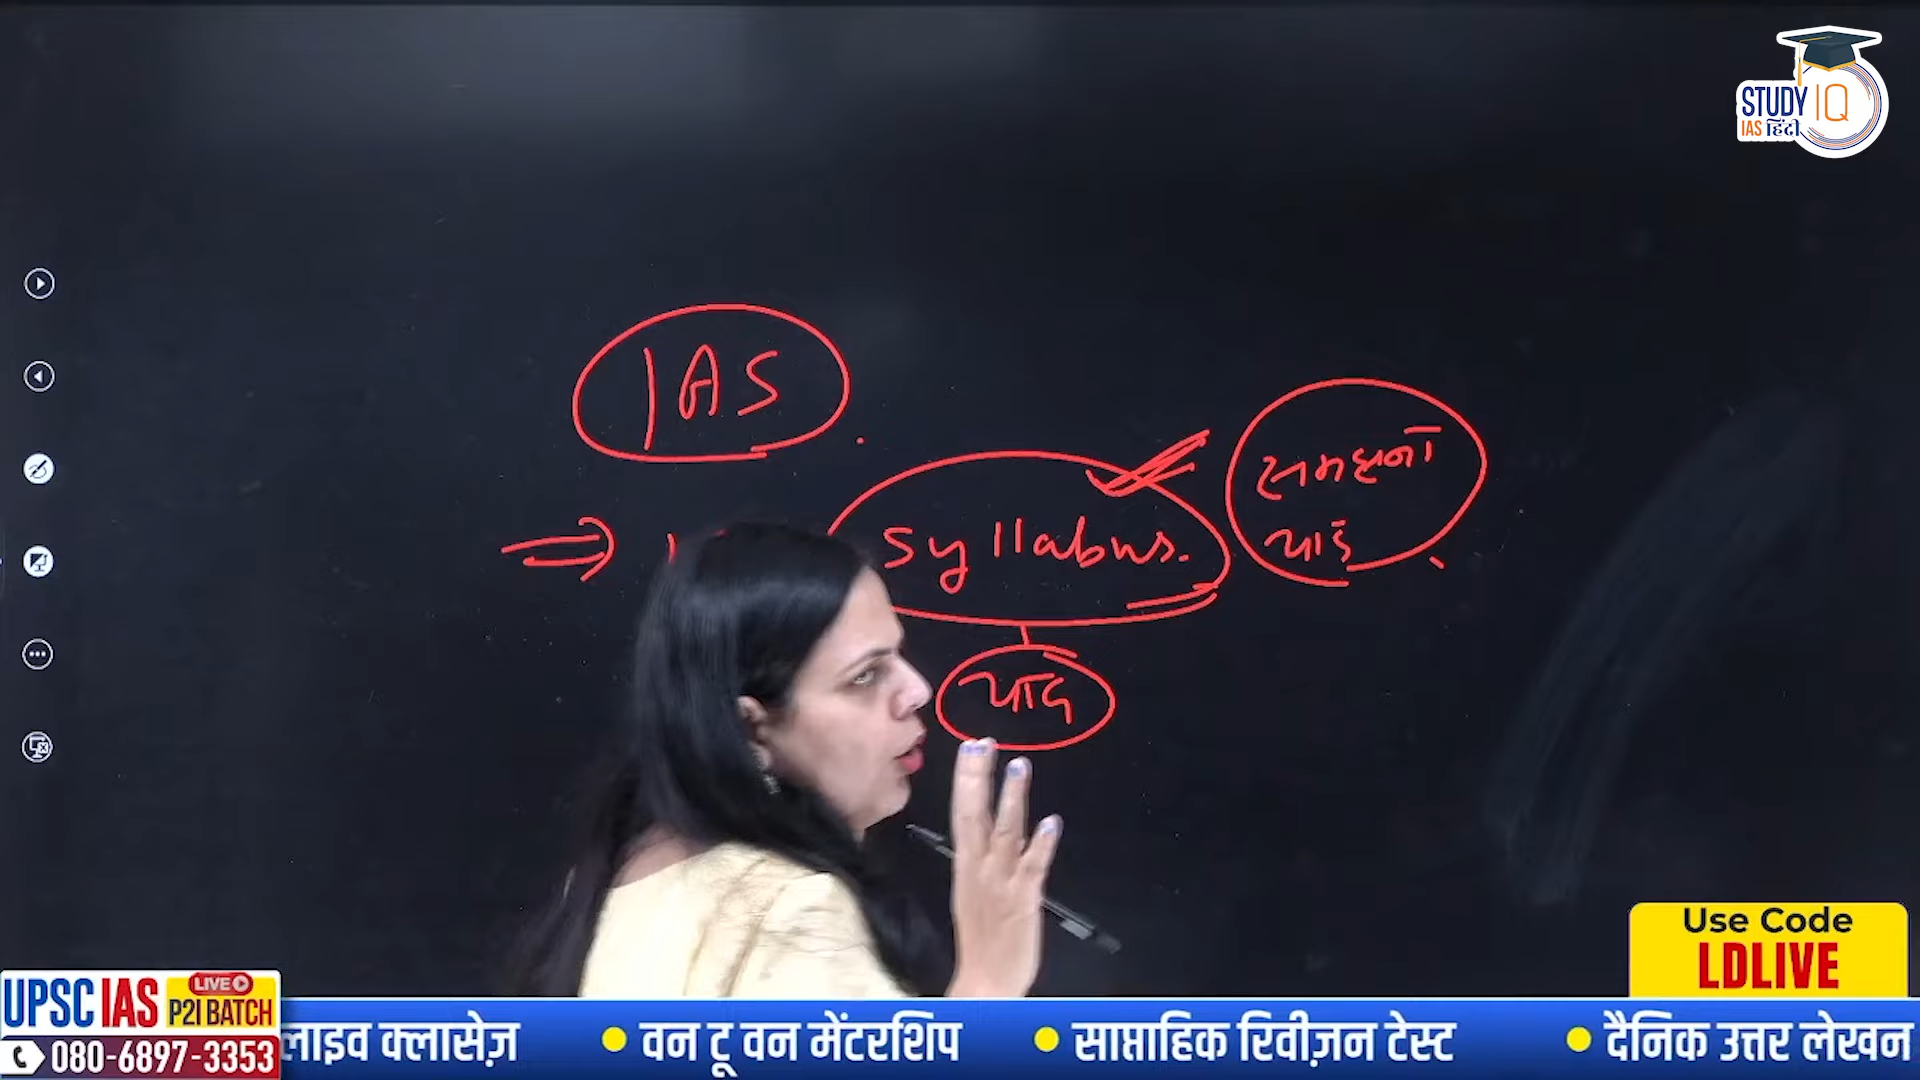 STUDY IQ
IAS हिंदी
IAS
Syllabus.
समझना
याद
याद
Use Code
LDLIVE
UPSC IAS
LIVE
P2I BATCH
080-6897-3353
लाइव क्लासेज़ वन टू वन मेंटरशिप साप्ताहिक रिवीज़न टेस्ट दैनिक उत्तर लेखन